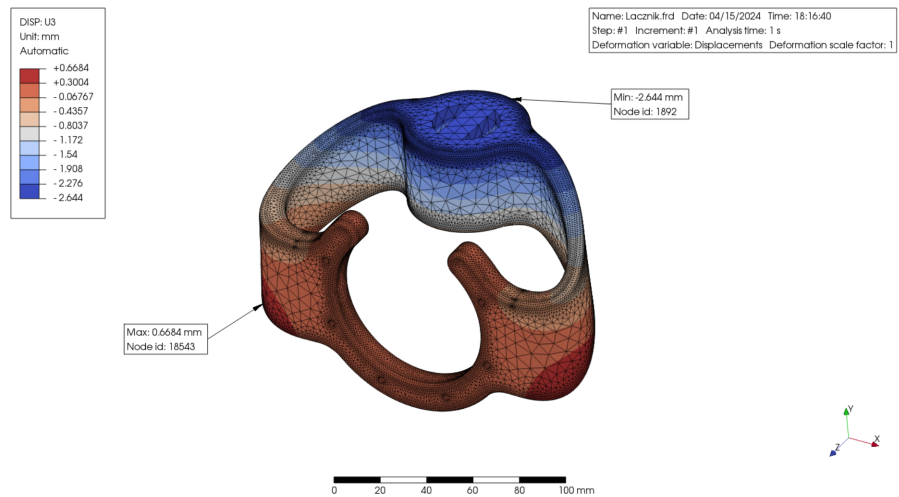 DISP: U3
Unit: mm
Automatic
+0.6684
+0.3004
-0.06767
-0.4357
-0.8037
-1.172
-1.54
-1.908
-2.276
-2.644
Name: Lacznik.frd Date: 04/15/2024 Time: 18:16:40
Step: #1 Increment: #1 Analysis time: 1 s
Deformation variable: Displacements Deformation scale factor: 1
Min: -2.644 mm
Node id: 1892
Max: 0.6684 mm
Node id: 18543
Y
X
Z
0 20 40 60 80 100 mm